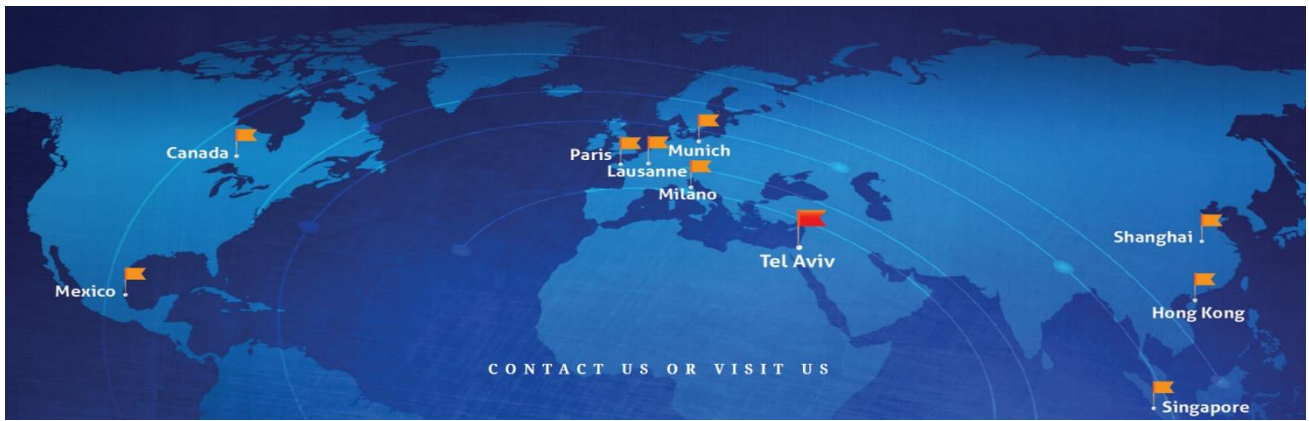 Canada
Paris
Munich
Lausanne
Milano
Shanghai
Tel Aviv
Mexico
Hong Kong
CONTACT US OR VISIT US
Singapore